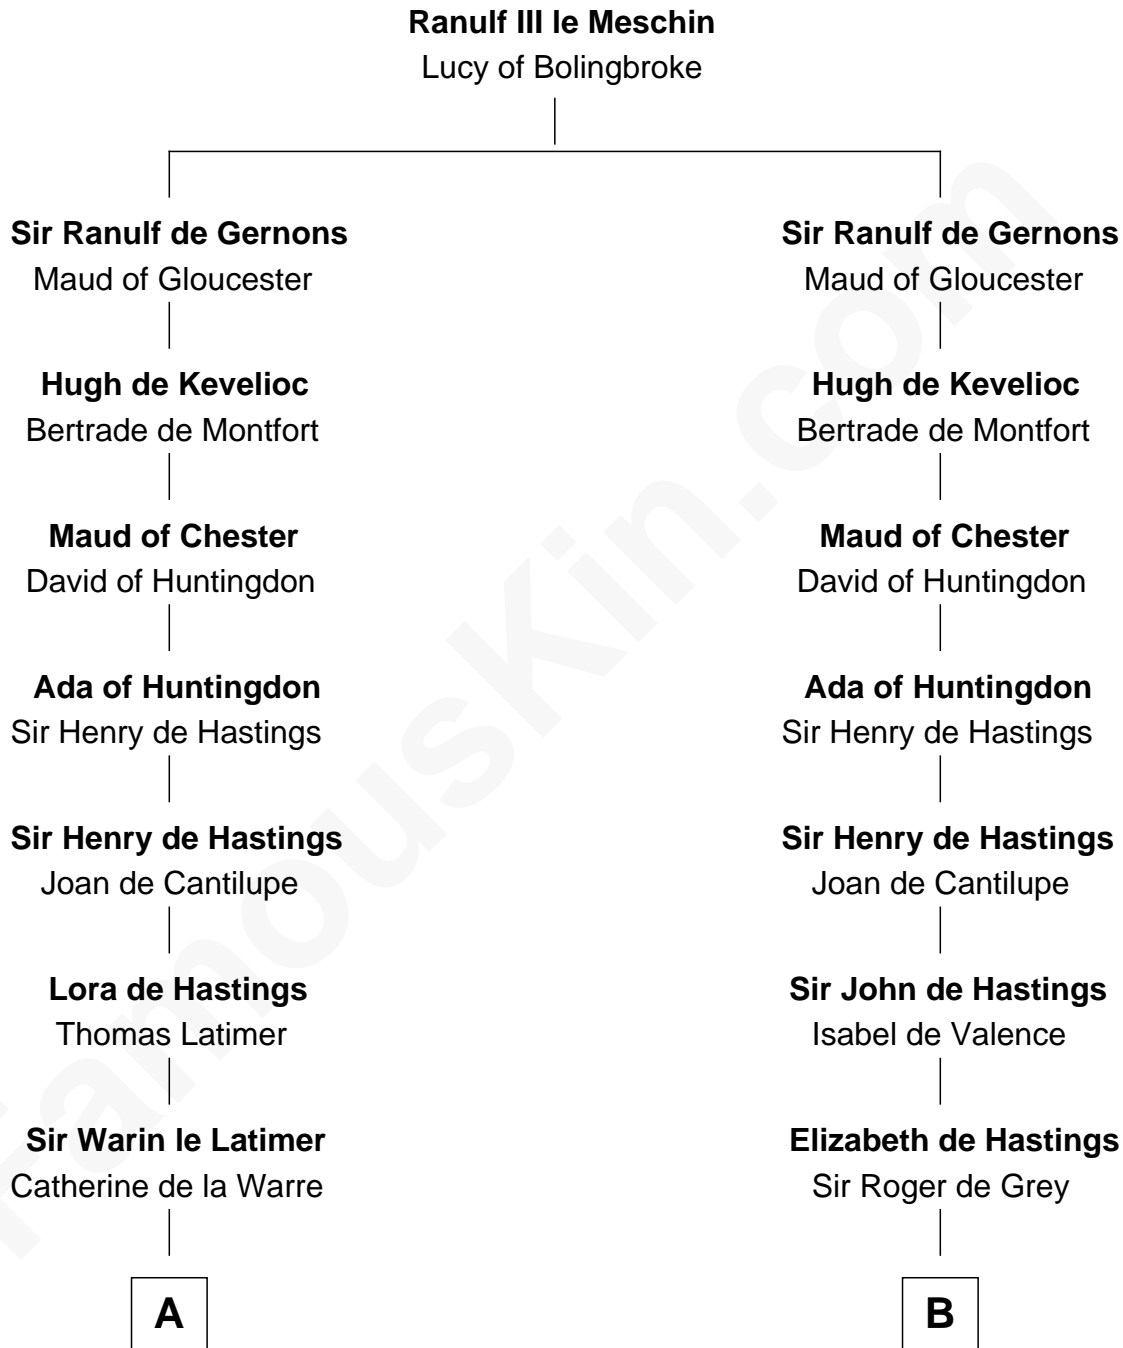 Ranulf III le Meschin
Lucy of Bolingbroke
Sir Ranulf de Gernons
Maud of Gloucester
Hugh de Kevelioc
Bertrade de Montfort
Maud of Chester
David of Huntingdon
Ada of Huntingdon
Sir Henry de Hastings
Sir Henry de Hastings
Joan de Cantilupe
Lora de Hastings
Thomas Latimer
Sir Warin le Latimer
Catherine de la Warre
A
Sir Ranulf de Gernons
Maud of Gloucester
Hugh de Kevelioc
Bertrade de Montfort
Maud of Chester
David of Huntingdon
Ada of Huntingdon
Sir Henry de Hastings
Sir Henry de Hastings
Joan de Cantilupe
Sir John de Hastings
Isabel de Valence
Elizabeth de Hastings
Sir Roger de Grey
B
FamousKin.com